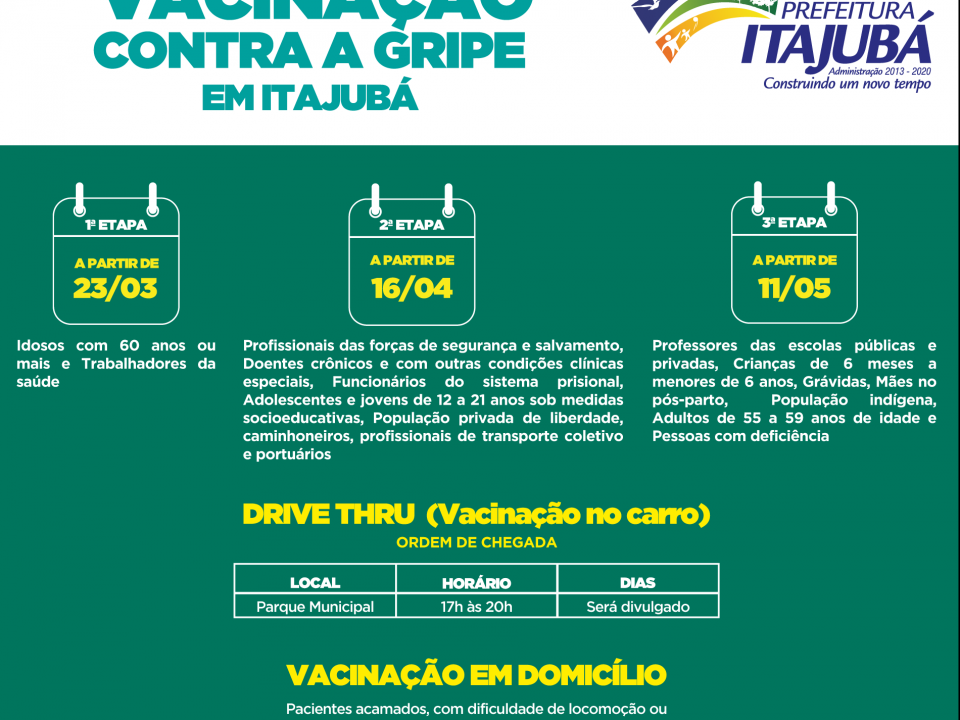 VACINAÇÃO
CONTRA A GRIPE
EM ITAJUBÁ
PREFEITURA
ITAJUBÁ
Administração 2013 - 2020
Construindo um novo tempo
1ª ETAPA
A PARTIR DE
23/03
Idosos com 60 anos ou
mais e Trabalhadores da
saúde
2ª ETAPA
A PARTIR DE
16/04
Profissionais das forças de segurança e salvamento,
Doentes crônicos e com outras condições clínicas
especiais, Funcionários do sistema prisional,
Adolescentes e jovens de 12 a 21 anos sob medidas
socioeducativas, População privada de liberdade,
caminhoneiros, profissionais de transporte coletivo
e portuários
3ª ETAPA
A PARTIR DE
11/05
Professores das escolas públicas e
privadas, Crianças de 6 meses a
menores de 6 anos, Grávidas, Mães no
pós-parto, População indígena,
Adultos de 55 a 59 anos de idade e
Pessoas com deficiência
DRIVE THRU (Vacinação no carro)
ORDEM DE CHEGADA
LOCAL HORÁRIO DIAS
Parque Municipal 17h às 20h Será divulgado
VACINAÇÃO EM DOMICÍLIO
Pacientes acamados, com dificuldade de locomoção ou